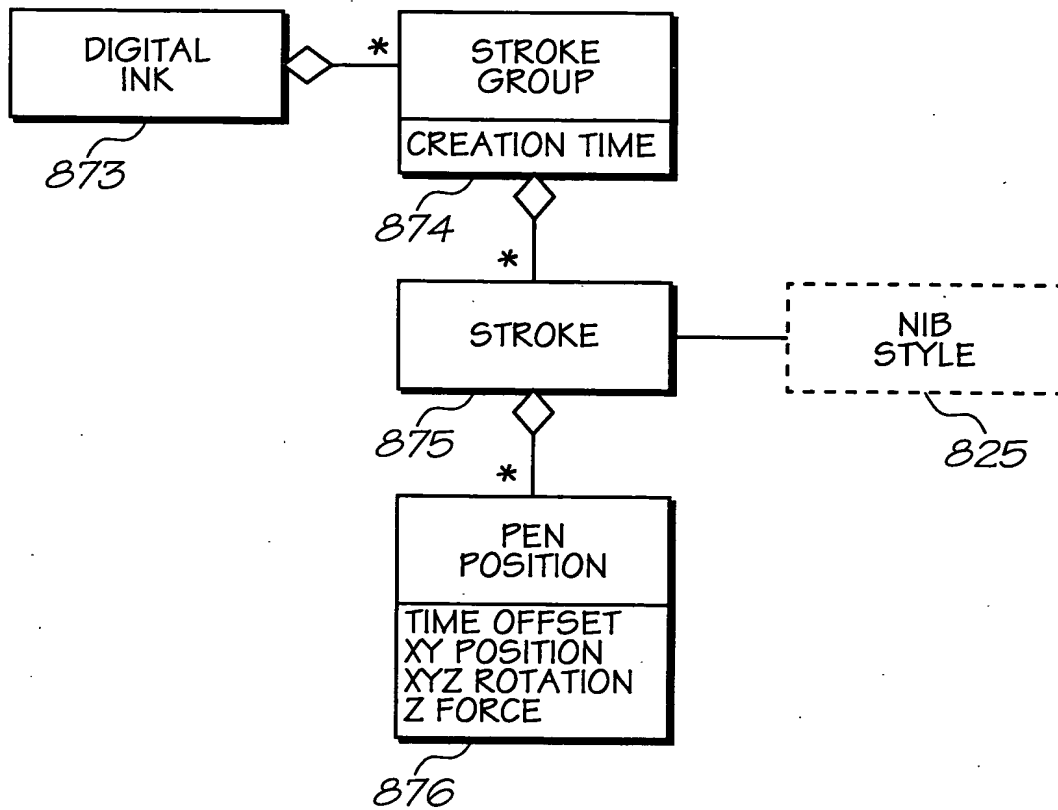 DIGITAL
INK
*
STROKE
GROUP
CREATION TIME
873
874
*
STROKE
NIB
STYLE
875
825
*
PEN
POSITION
TIME OFFSET
XY POSITION
XYZ ROTATION
Z FORCE
876